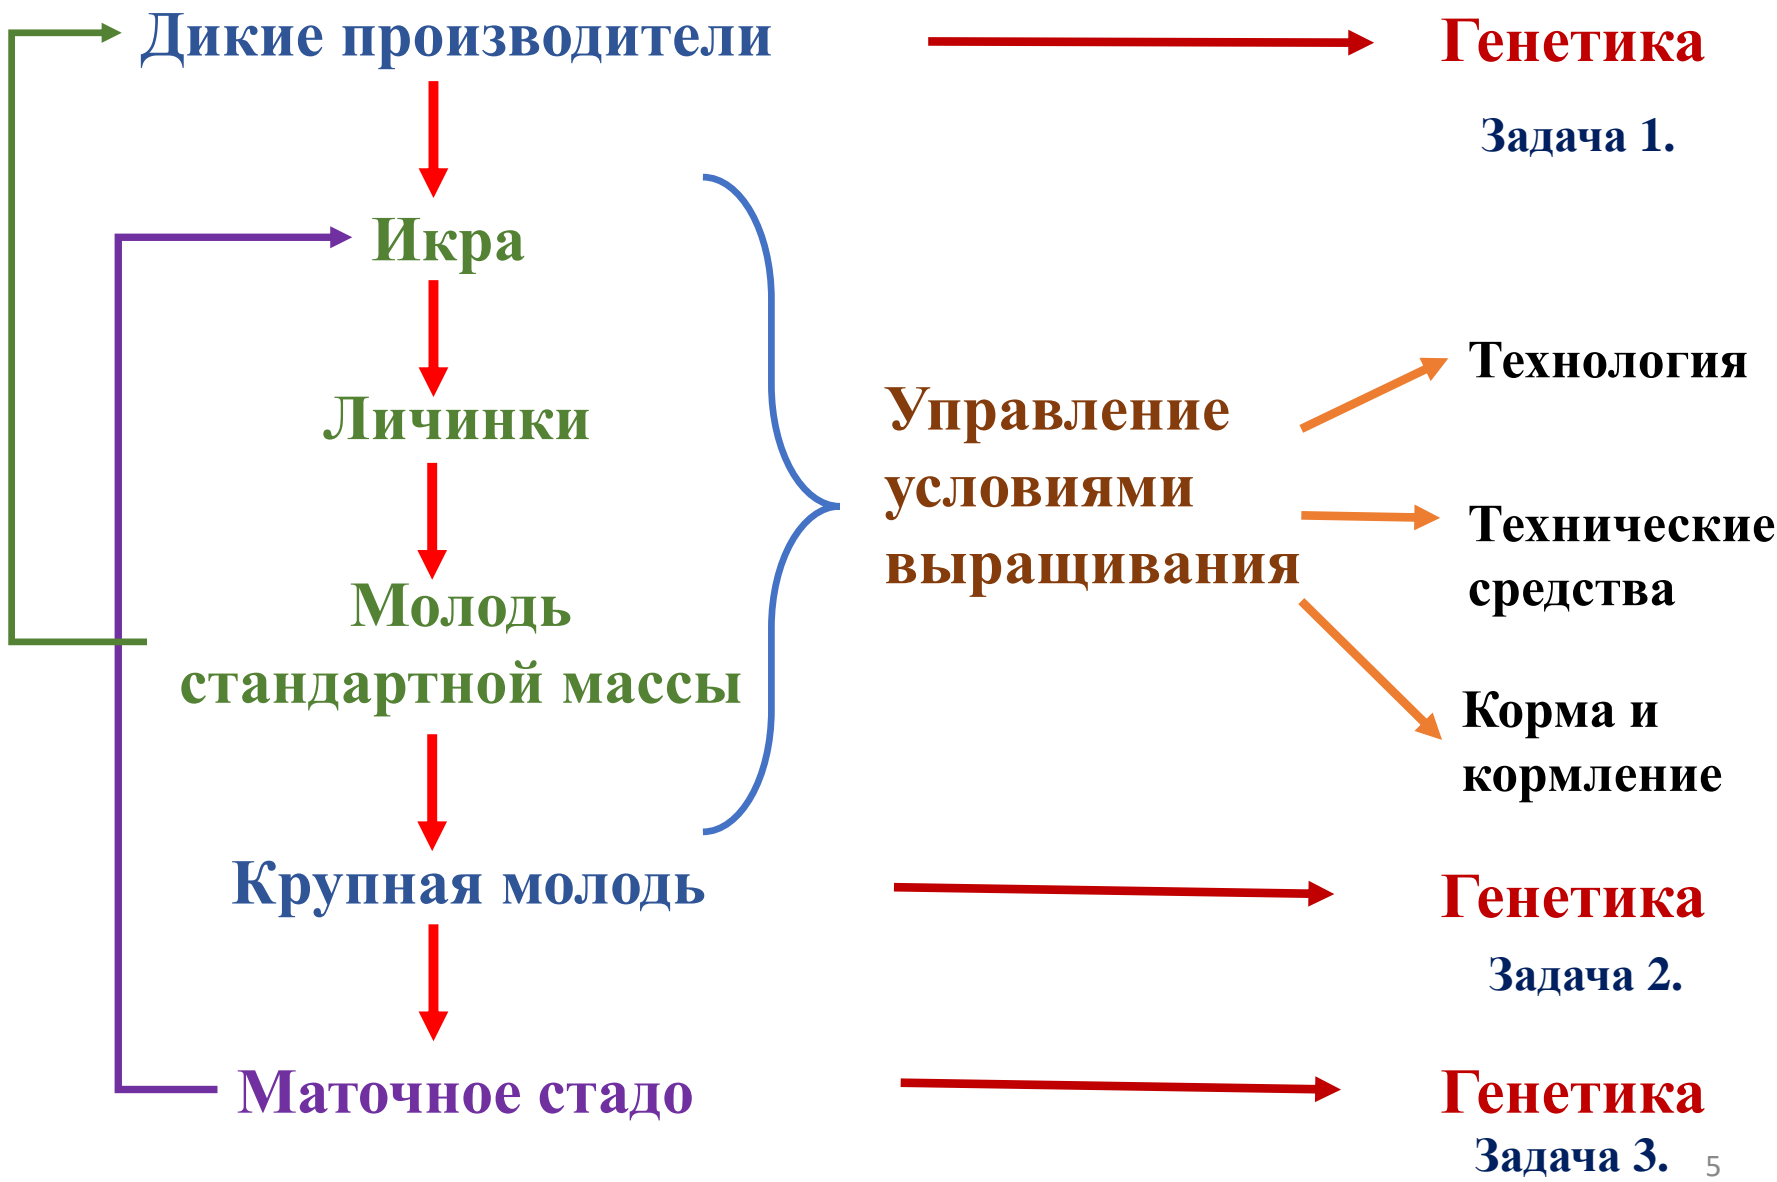 Дикие производители
Генетика
Задача 1.
Икра
Личинки
Молодь
стандартной массы
Управление
условиями
выращивания
Технология
Технические
средства
Корма и
кормление
Крупная молодь
Генетика
Задача 2.
Маточное стадо
Генетика
Задача 3.
5